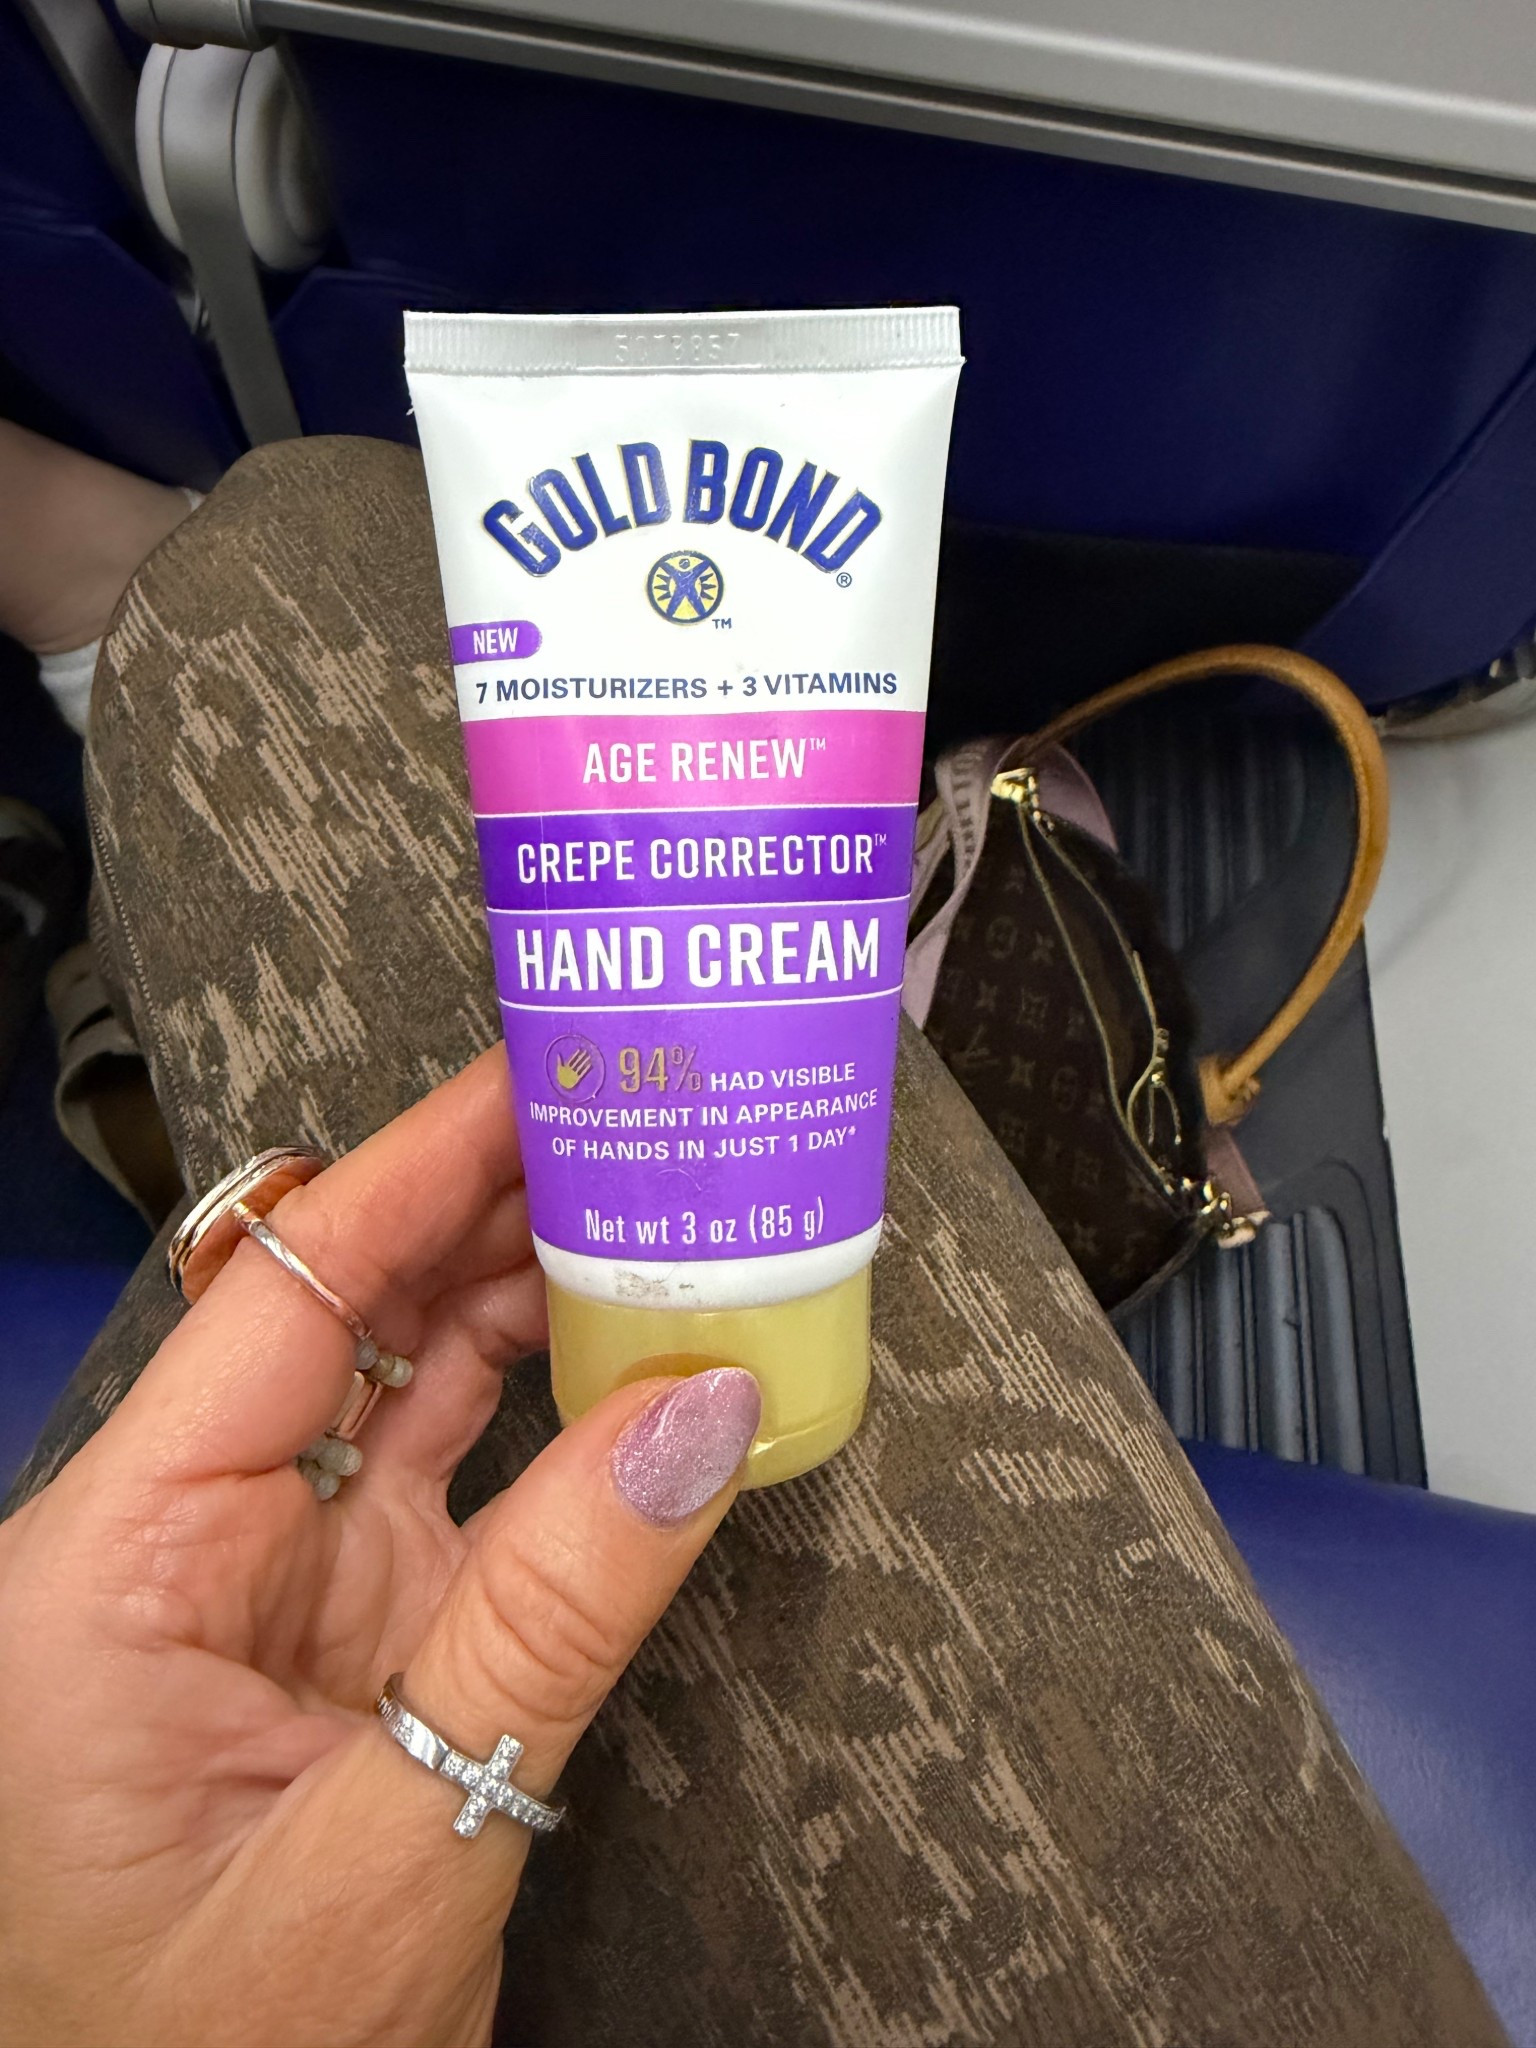 GOLD BOND®
™
NEW
7 MOISTURIZERS + 3 VITAMINS
AGE RENEW™
CREPE CORRECTOR™
HAND CREAM
94% HAD VISIBLE
IMPROVEMENT IN APPEARANCE
OF HANDS IN JUST 1 DAY*
Net wt 3 oz (85 g)